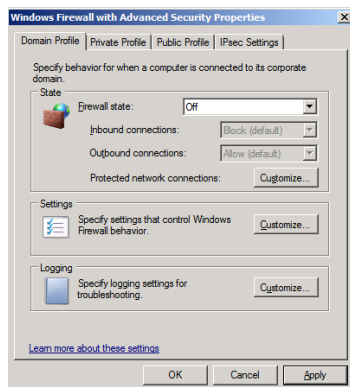 Windows Firewall with Advanced Security Properties
Domain Profile Private Profile Public Profile IPsec Settings
Specify behavior for when a computer is connected to its corporate
domain.
State
Firewall state: Off
Inbound connections: Block (default)
Outbound connections: Allow (default)
Protected network connections: Customize...
Settings
Specify settings that control Windows
Firewall behavior.
Customize...
Logging
Specify logging settings for
troubleshooting.
Customize...
Learn more about these settings
OK Cancel Apply